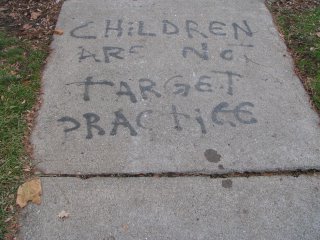 CHiLDREN
ARE NOT
TARGET
PRACTiCE